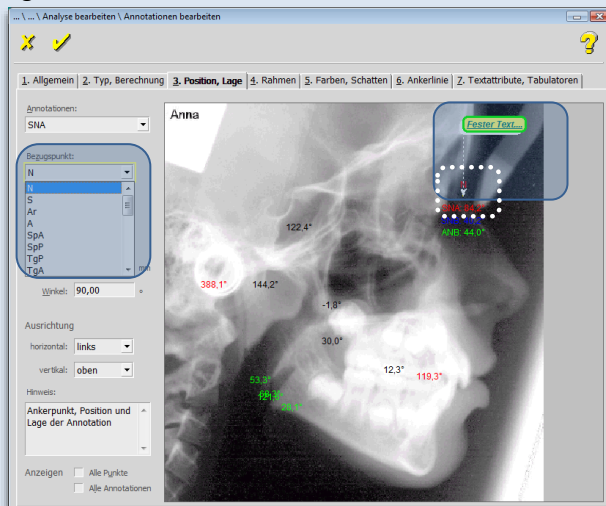 ... \ ... \ Analyse bearbeiten \ Annotationen bearbeiten
1. Allgemein 2. Typ, Berechnung 3. Position, Lage 4. Rahmen 5. Farben, Schatten 6. Ankerlinie 7. Textattribute, Tabulatoren
Annotationen:
SNA
Bezugspunkt:
N
N
S
Ar
A
SpA
SpP
TgP
TgA
mm
Winkel: 90,00 °
Ausrichtung
horizontal: links
vertikal: oben
Hinweis:
Ankerpunkt, Position und
Lage der Annotation
Anzeigen Alle Punkte
Alle Annotationen
Anna
Fester Text....
ANB: 44.0°
122,4°
388,1°
144,2°
-1,8°
30,0°
12,3°
119,3°
53,3°
28,1°